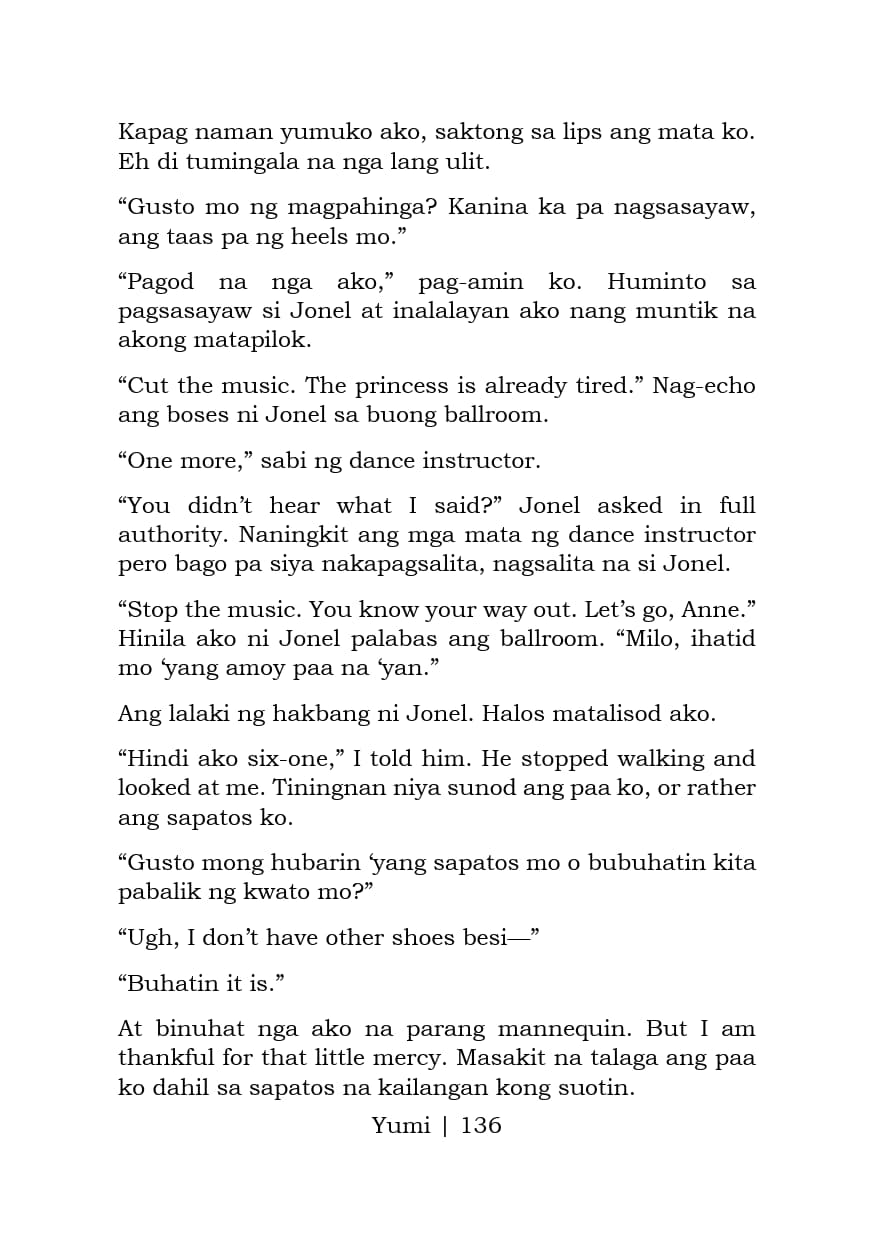 Kapag naman yumuko ako, saktong sa lips ang mata ko.
Eh di tumingala na nga lang ulit.
“Gusto mo ng magpahinga? Kanina ka pa nagsasayaw,
ang taas pa ng heels mo.”
“Pagod na nga ako,” pag-amin ko. Huminto sa
pagsasayaw si Jonel at inalalayan ako nang muntik na
akong matapilok.
“Cut the music. The princess is already tired.” Nag-echo
ang boses ni Jonel sa buong ballroom.
“One more,” sabi ng dance instructor.
“You didn’t hear what I said?” Jonel asked in full
authority. Naningkit ang mga mata ng dance instructor
pero bago pa siya nakapagsalita, nagsalita na si Jonel.
“Stop the music. You know your way out. Let’s go, Anne.”
Hinila ako ni Jonel palabas ang ballroom. “Milo, ihatid
mo ‘yang amoy paa na ‘yan.”
Ang lalaki ng hakbang ni Jonel. Halos matalisod ako.
“Hindi ako six-one,” I told him. He stopped walking and
looked at me. Tiningnan niya sunod ang paa ko, or rather
ang sapatos ko.
“Gusto mong hubarin ‘yang sapatos mo o bubuhatin kita
pabalik ng kwato mo?”
“Ugh, I don’t have other shoes besi—”
“Buhatin it is.”
At binuhat nga ako na parang mannequin. But I am
thankful for that little mercy. Masakit na talaga ang paa
ko dahil sa sapatos na kailangan kong suotin.
Yumi | 136